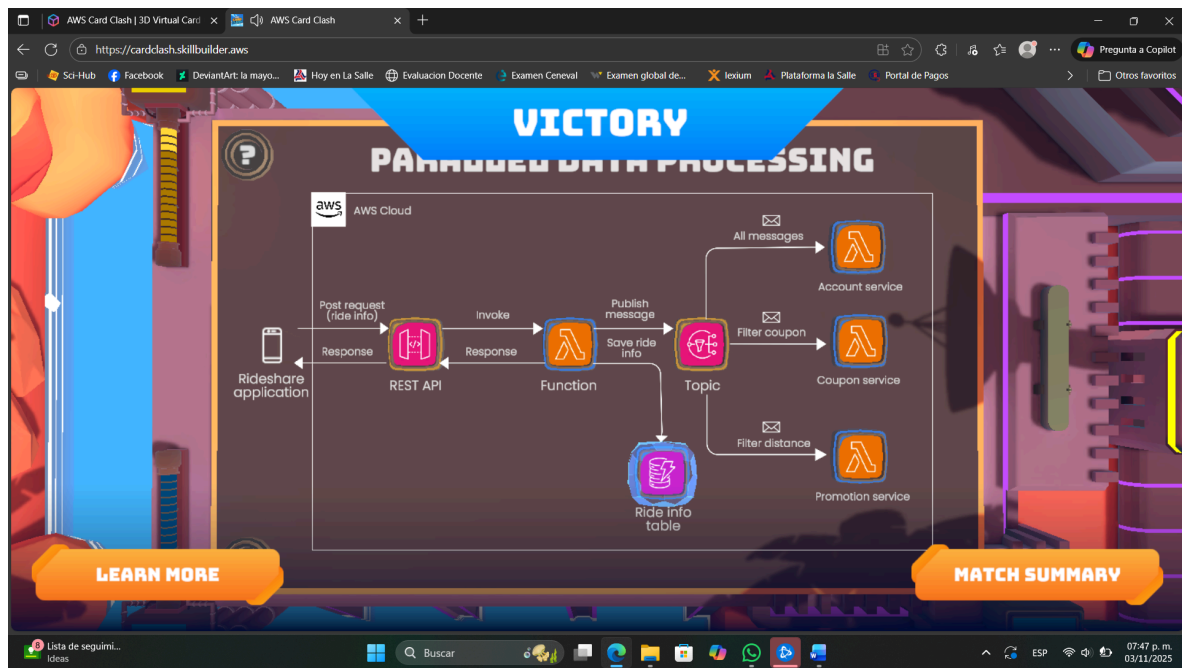 AWS Card Clash | 3D Virtual Card
AWS Card Clash
https://cardclash.skillbuilder.aws
Pregunta a Copilot
Sci-Hub
Facebook
DeviantArt: la mayo...
Hoy en La Salle
Evaluacion Docente
Examen Ceneval
Examen global de...
lexium
Plataforma la Salle
Portal de Pagos
Otros favoritos
VICTORY
?
DATA PROCESSING
aws
AWS Cloud
All messages
Account service
Post request
(ride info)
Invoke
Publish
message
Filter coupon
Response
Response
Save ride
info
Rideshare
application
REST API
Function
Topic
Coupon service
Filter distance
Promotion service
Ride info
table
LEARN MORE
MATCH SUMMARY
8
Lista de seguimi...
Ideas
Buscar
ESP
07:47 p. m.
03/11/2025